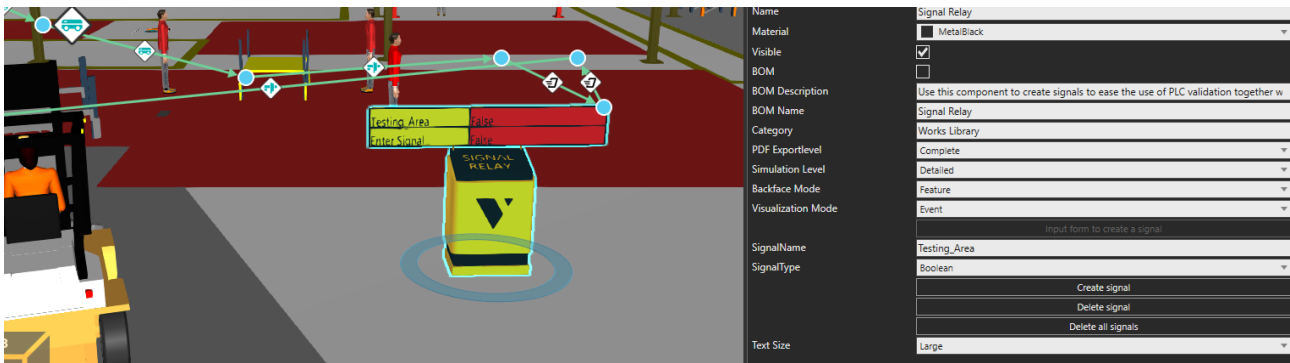 Testing_Area False
Enter Signal False
SIGNAL
RELAY
Name Signal Relay
Material MetalBlack
Visible
BOM
BOM Description Use this component to create signals to ease the use of PLC validation together w
BOM Name Signal Relay
Category Works Library
PDF Exportlevel Complete
Simulation Level Detailed
Backface Mode Feature
Visualization Mode Event
Input form to create a signal
SignalName Testing_Area
SignalType Boolean
Create signal
Delete signal
Delete all signals
Text Size Large